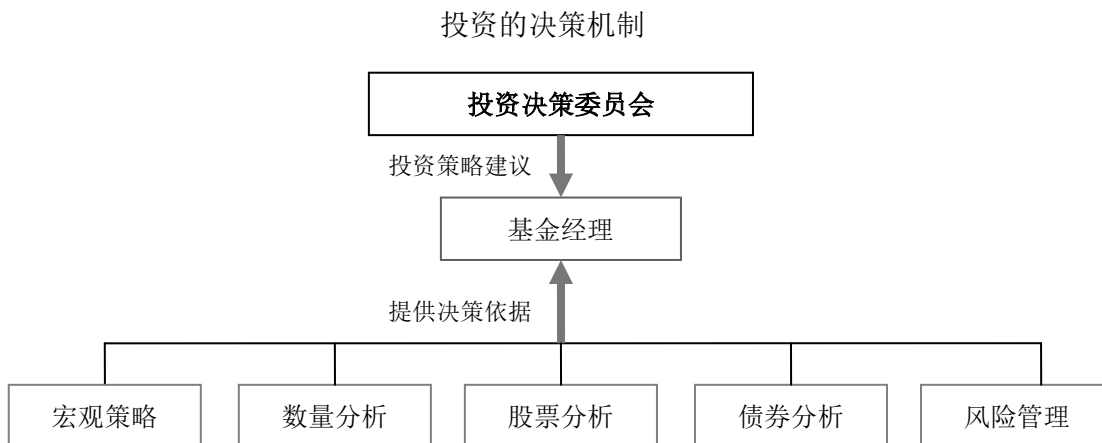 投资的决策机制
投资决策委员会
投资策略建议
基金经理
提供决策依据
宏观策略 数量分析 股票分析 债券分析 风险管理